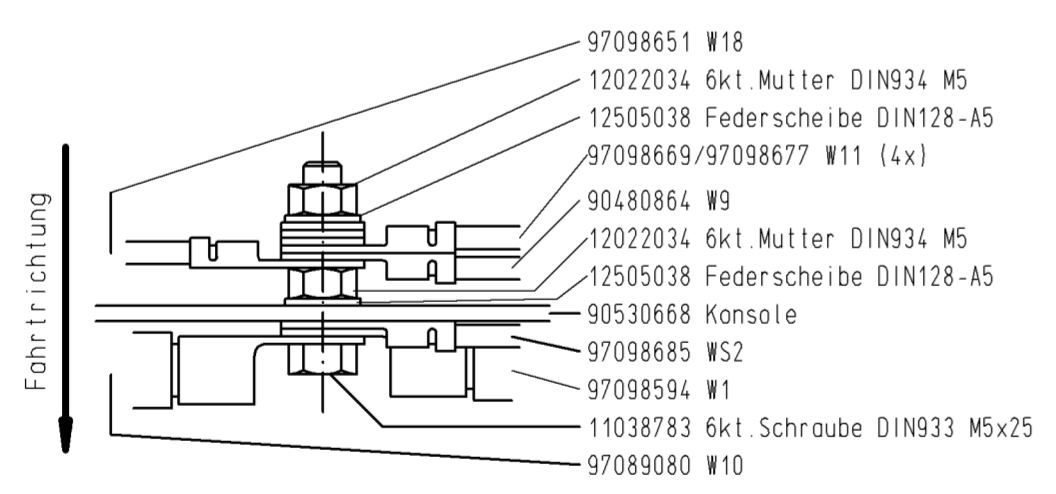 97098651 W18
12022034 6kt.Mutter DIN934 M5
12505038 Federscheibe DIN128-A5
97098669/97098677 W11 (4x)
90480864 W9
12022034 6kt.Mutter DIN934 M5
12505038 Federscheibe DIN128-A5
90530668 Konsole
97098685 WS2
97098594 W1
11038783 6kt.Schraube DIN933 M5x25
97089080 W10
Fahrtrichtung